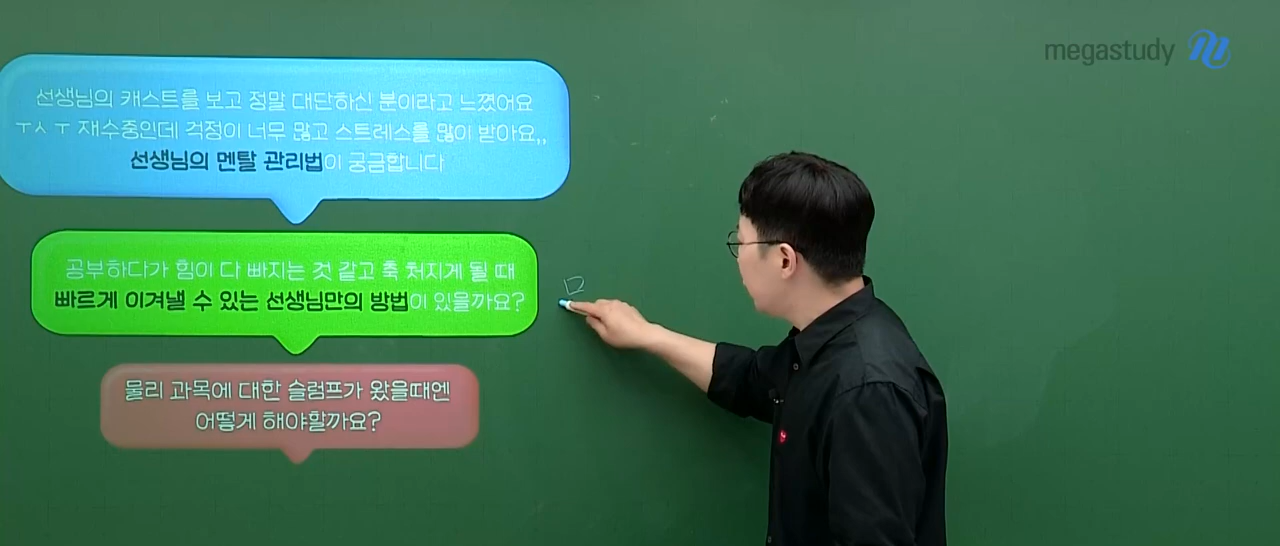 megastudy
선생님의 캐스트를 보고 정말 대단하신 분이라고 느꼈어요
ㅜㅅㅜ 재수중인데 걱정이 너무 많고 스트레스를 많이 받아요,,
선생님의 멘탈 관리법이 궁금합니다
공부하다가 힘이 다 빠지는 것 같고 축 처지게 될 때
빠르게 이겨낼 수 있는 선생님만의 방법이 있을까요?
ㅁ
물리 과목에 대한 슬럼프가 왔을때엔
어떻게 해야할까요?